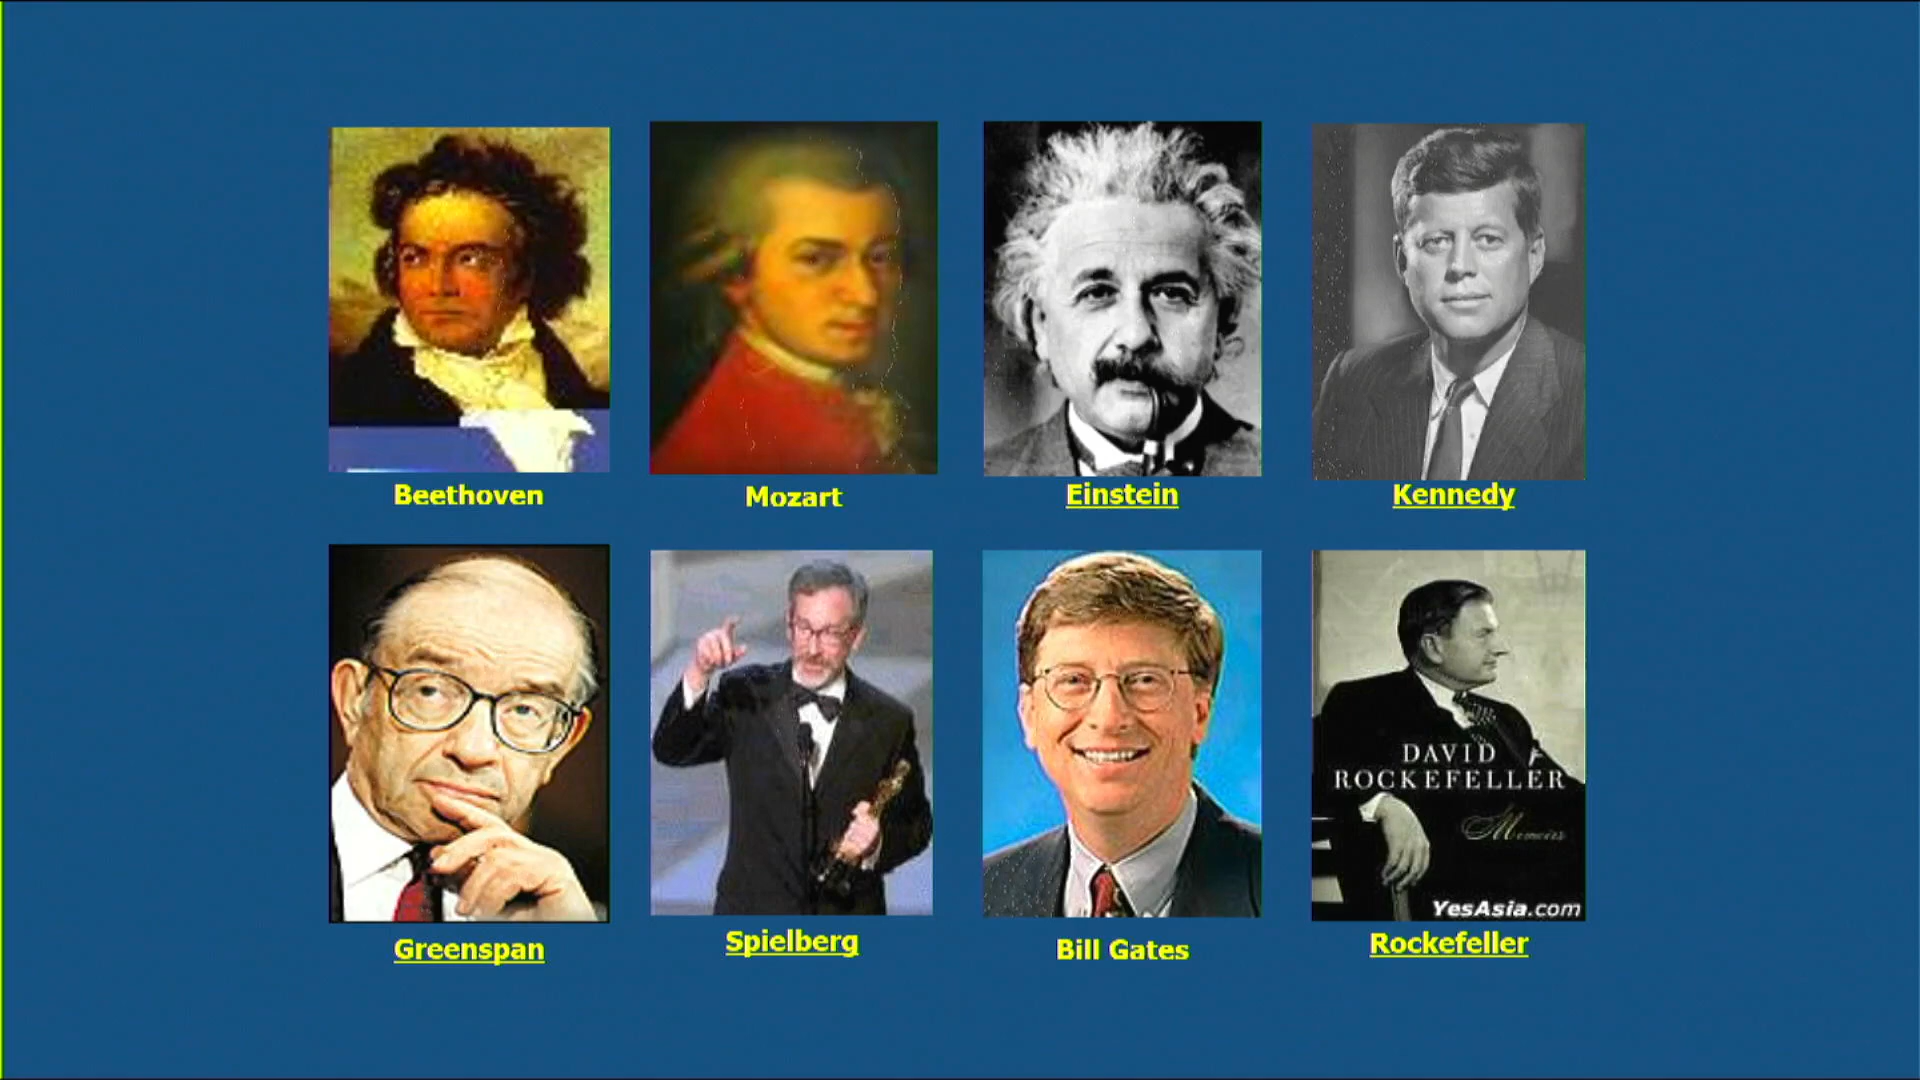 Beethoven
Mozart
Einstein
Kennedy
DAVID
ROCKEFELLER
Memoirs
YesAsia.com
Greenspan
Spielberg
Bill Gates
Rockefeller